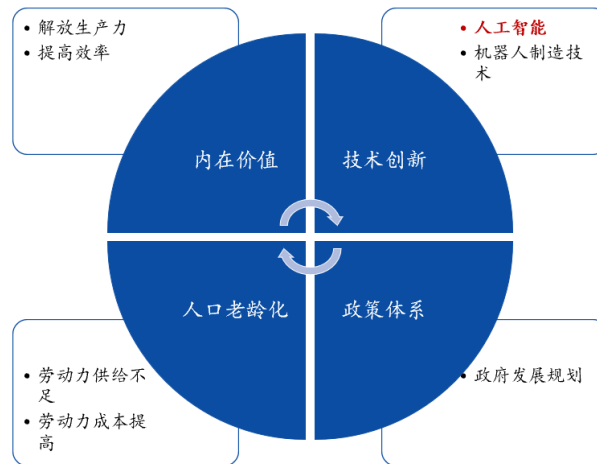 • 解放生产力
• 提高效率
• 人工智能
• 机器人制造技
术
内在价值
技术创新
人口老龄化
政策体系
• 劳动力供给不
足
• 劳动力成本提
高
• 政府发展规划